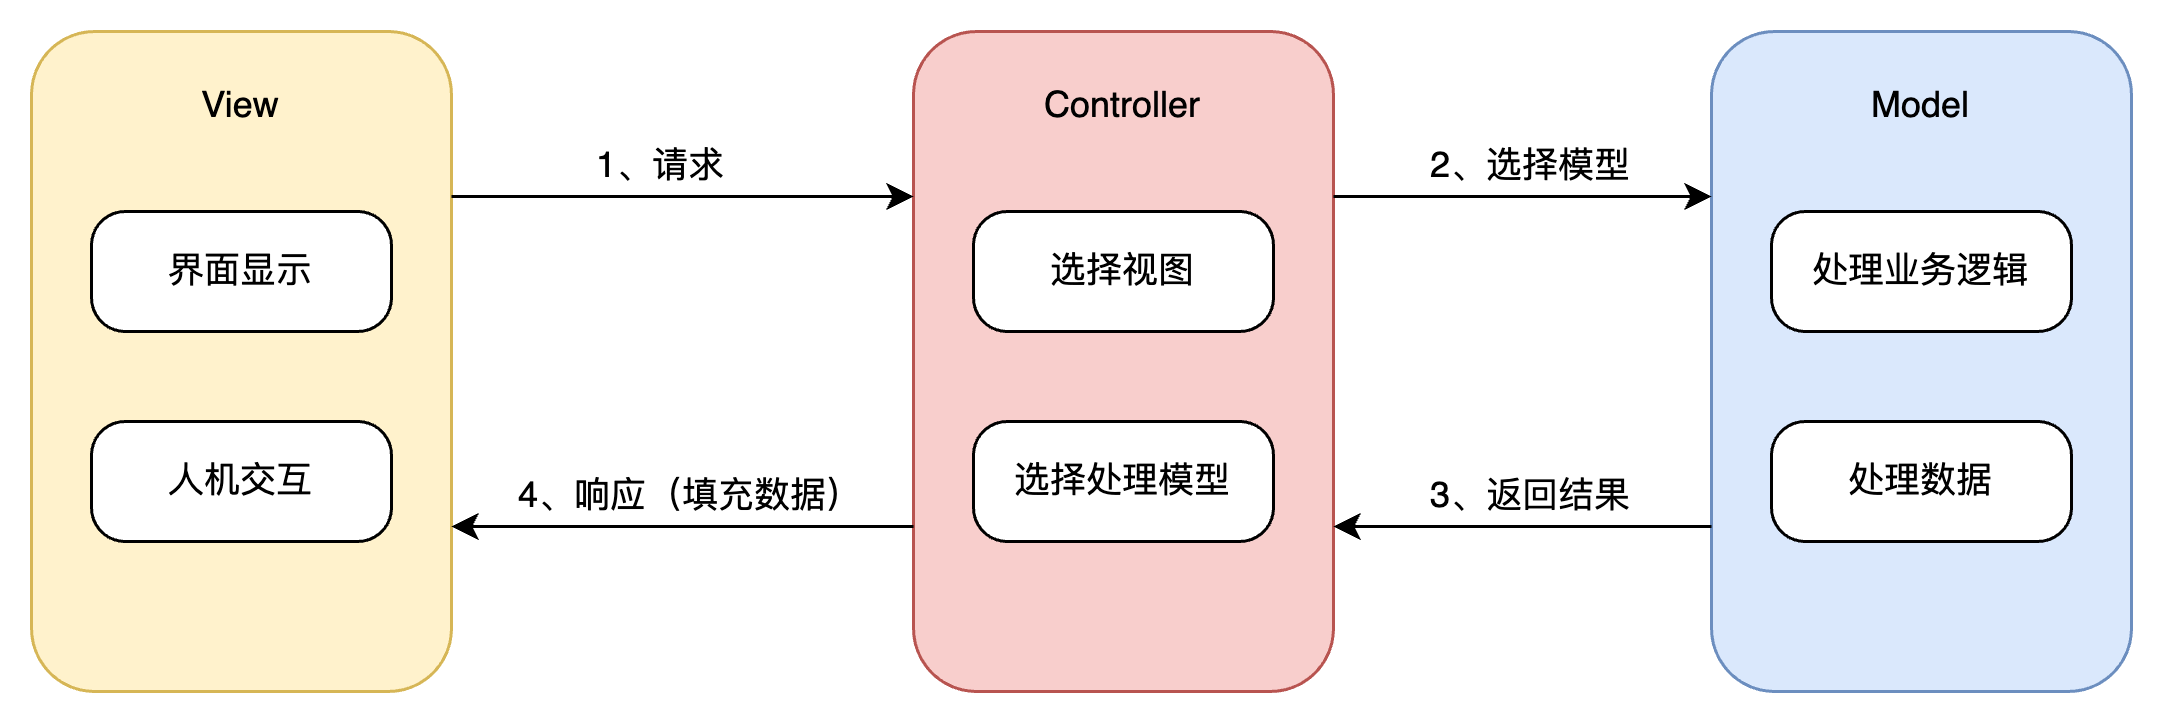 View
Controller
Model
1、请求
2、选择模型
界面显示
选择视图
处理业务逻辑
人机交互
4、响应（填充数据）
选择处理模型
3、返回结果
处理数据